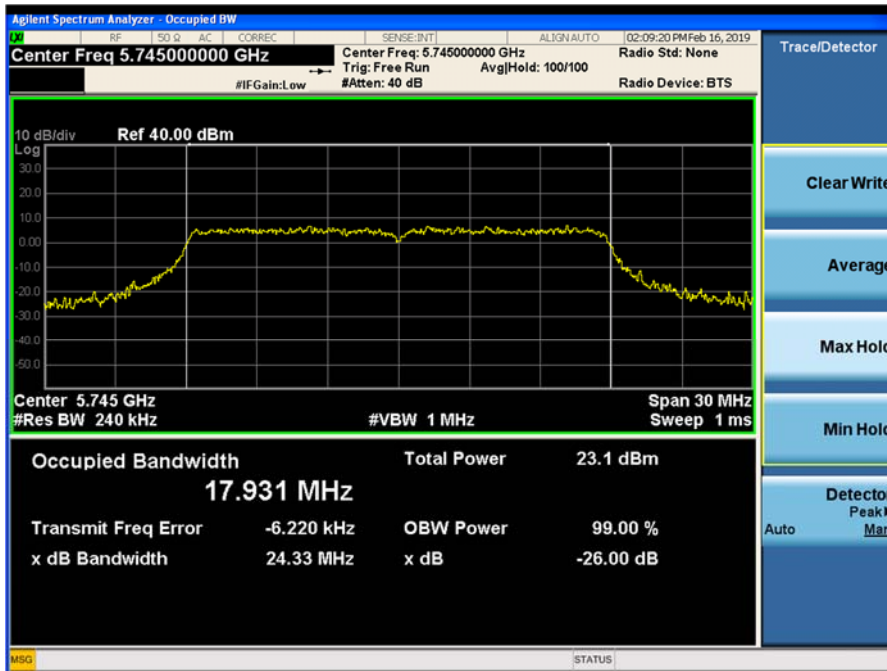 Agilent Spectrum Analyzer - Occupied BW
LXI RF 50 Ω AC CORREC SENSE:INT ALIGN AUTO 02:09:20 PM Feb 16, 2019
Center Freq 5.745000000 GHz
Center Freq: 5.745000000 GHz Radio Std: None
Trig: Free Run Avg|Hold: 100/100
#IFGain:Low #Atten: 40 dB Radio Device: BTS
Trace/Detector
10 dB/div Ref 40.00 dBm
Log
30.0
20.0
10.0
0.00
-10.0
-20.0
-30.0
-40.0
-50.0
Center 5.745 GHz Span 30 MHz
#Res BW 240 kHz #VBW 1 MHz Sweep 1 ms
Occupied Bandwidth Total Power 23.1 dBm
17.931 MHz
Transmit Freq Error -6.220 kHz OBW Power 99.00 %
x dB Bandwidth 24.33 MHz x dB -26.00 dB
Clear Write
Average
Max Hold
Min Hold
Detector
Peak
Auto Man
MSG STATUS